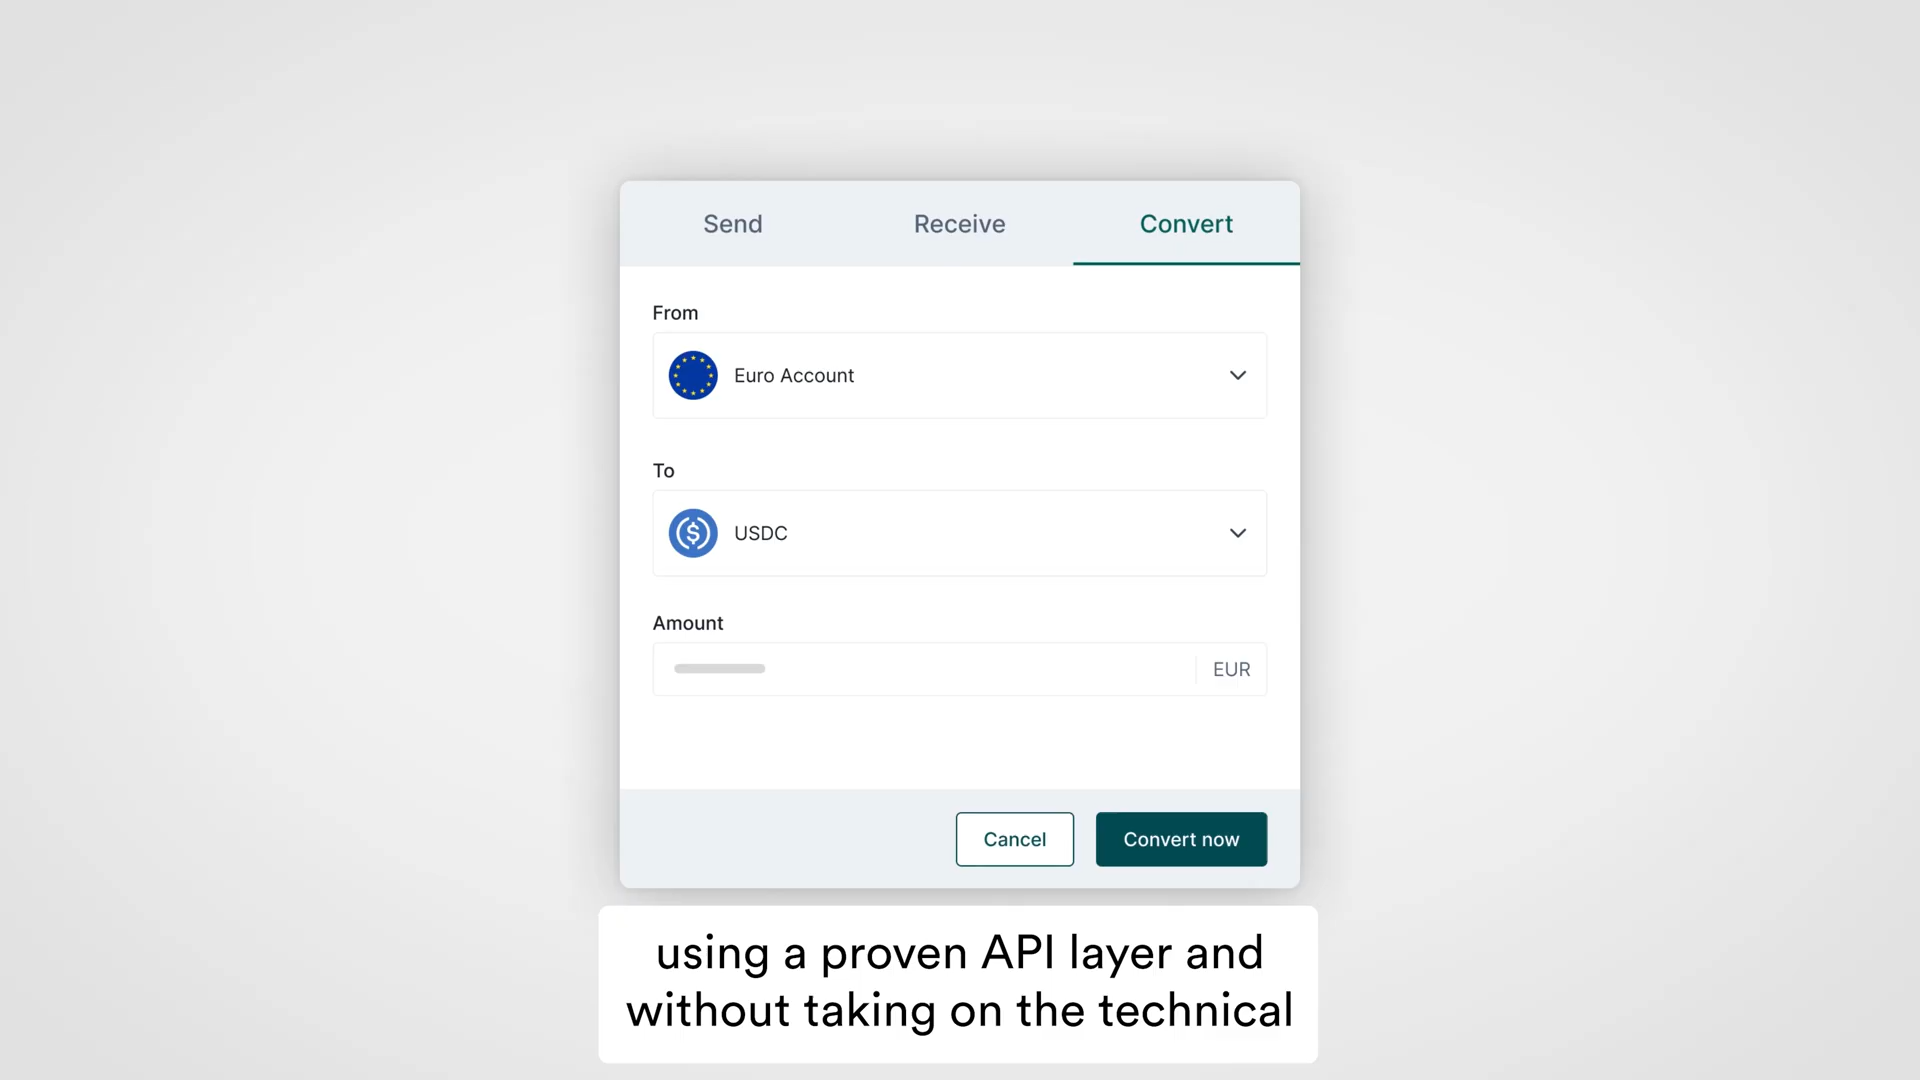 Send
Receive
Convert
From
Euro Account
To
$
USDC
Amount
EUR
Cancel
Convert now
using a proven API layer and
without taking on the technical